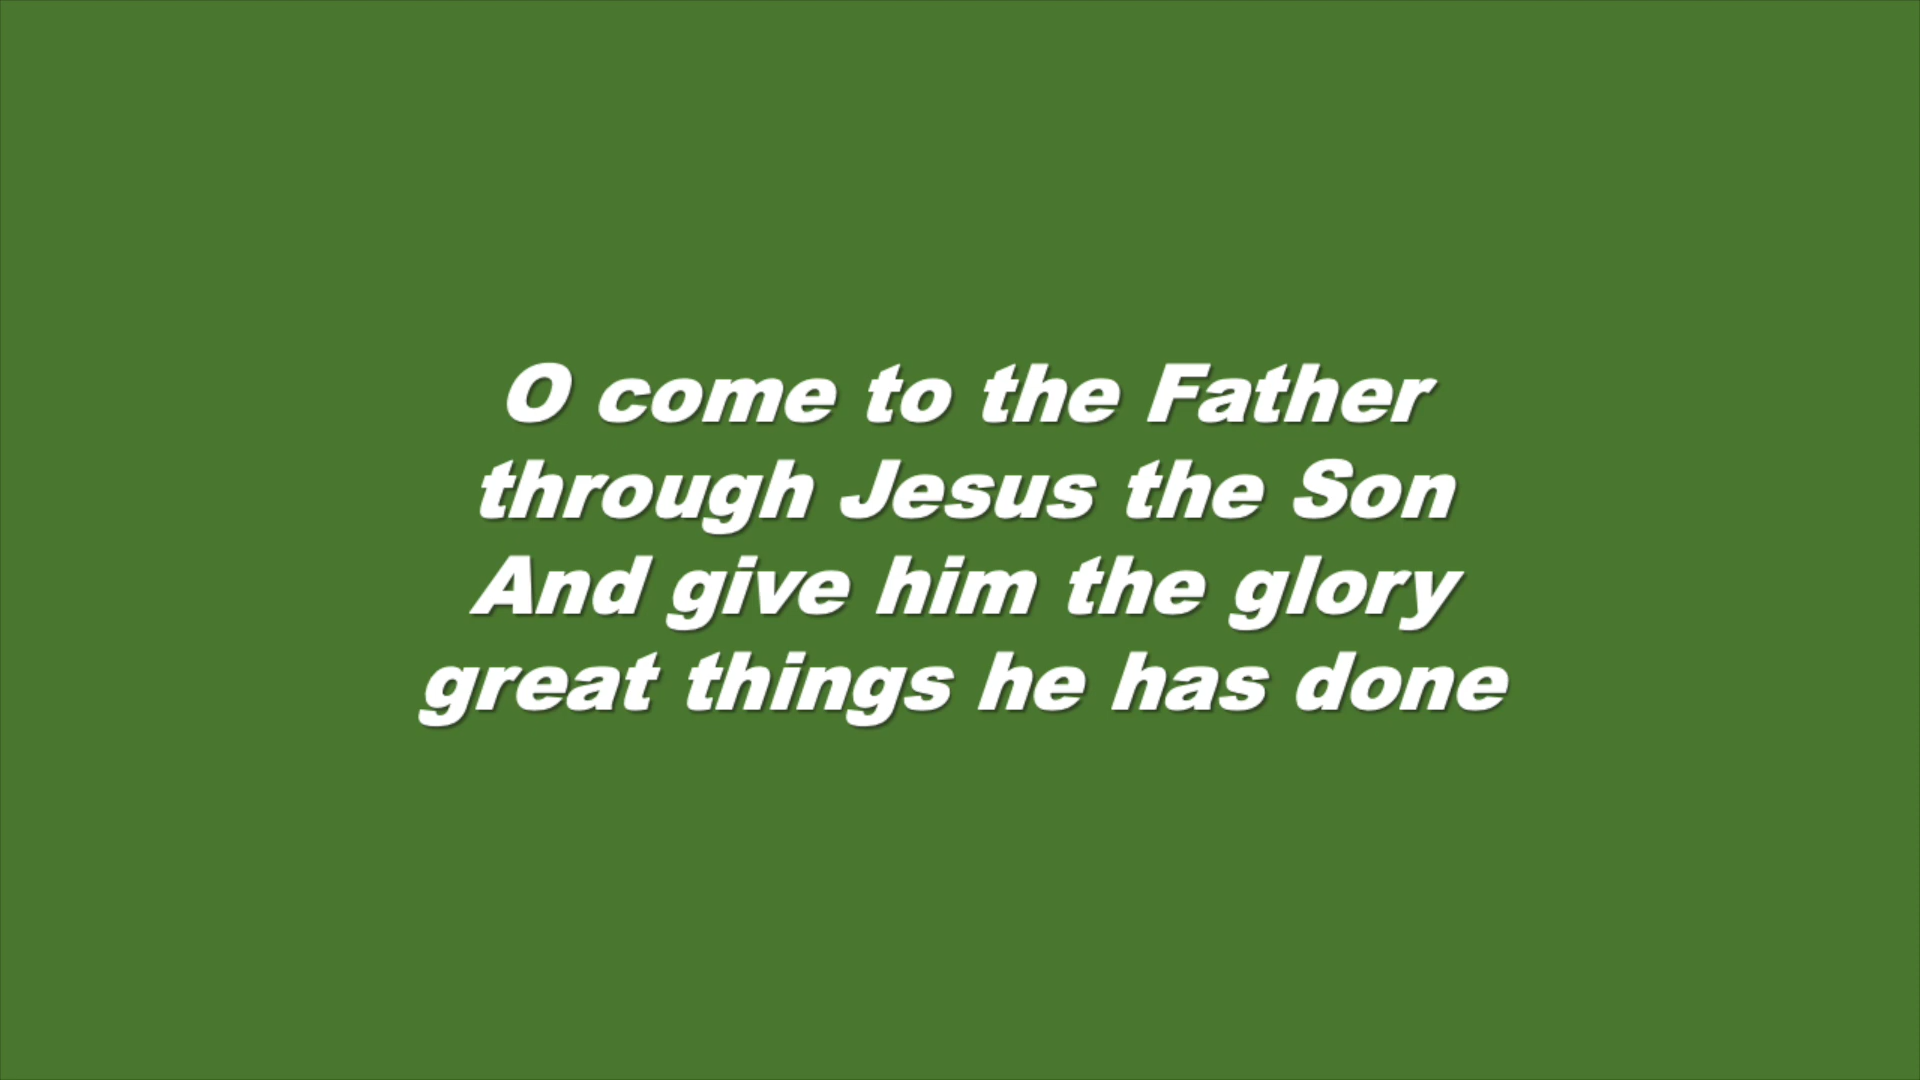 O come to the Father
through Jesus the Son
And give him the glory
great things he has done